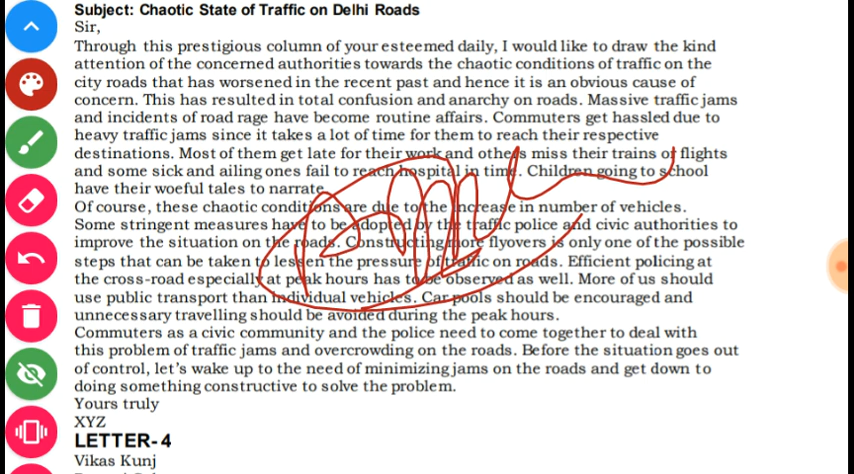 Subject: Chaotic State of Traffic on Delhi Roads
Sir,
Through this prestigious column of your esteemed daily, I would like to draw the kind
attention of the concerned authorities towards the chaotic conditions of traffic on the
city roads that has worsened in the recent past and hence it is an obvious cause of
concern. This has resulted in total confusion and anarchy on roads. Massive traffic jams
and incidents of road rage have become routine affairs. Commuters get hassled due to
heavy traffic jams since it takes a lot of time for them to reach their respective
destinations. Most of them get late for their work and others miss their trains or flights
and some sick and ailing ones fail to reach hospital in time. Children going to school
have their woeful tales to narrate.
Of course, these chaotic conditions are due to the increase in number of vehicles.
Some stringent measures have to be adopted by the traffic police and civic authorities to
improve the situation on the roads. Constructing more flyovers is only one of the possible
steps that can be taken to lessen the pressure of traffic on roads. Efficient policing at
the cross-road especially at peak hours has to be observed as well. More of us should
use public transport than individual vehicles. Car pools should be encouraged and
unnecessary travelling should be avoided during the peak hours.
Commuters as a civic community and the police need to come together to deal with
this problem of traffic jams and overcrowding on the roads. Before the situation goes out
of control, let's wake up to the need of minimizing jams on the roads and get down to
doing something constructive to solve the problem.
Yours truly
XYZ
LETTER- 4
Vikas Kunj